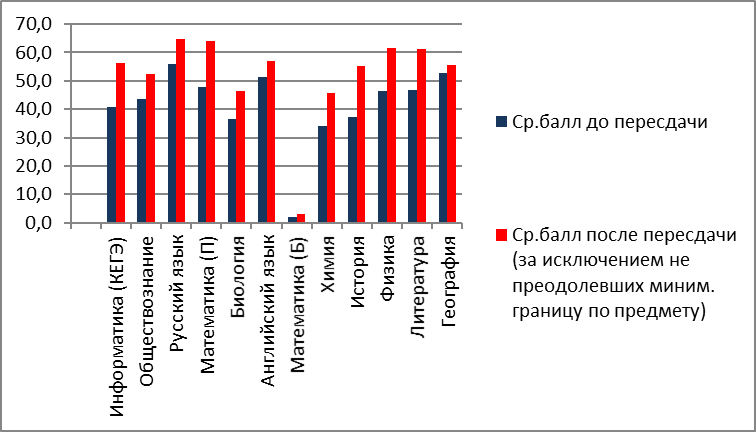 70,0
60,0
50,0
40,0
30,0
20,0
10,0
0,0
Информатика (КЕГЭ)
Обществознание
Русский язык
Математика (П)
Биология
Английский язык
Математика (Б)
Химия
История
Физика
Литература
География
Ср.балл до пересдачи
Ср.балл после пересдачи
(за исключением не
преодолевших миним.
границу по предмету)